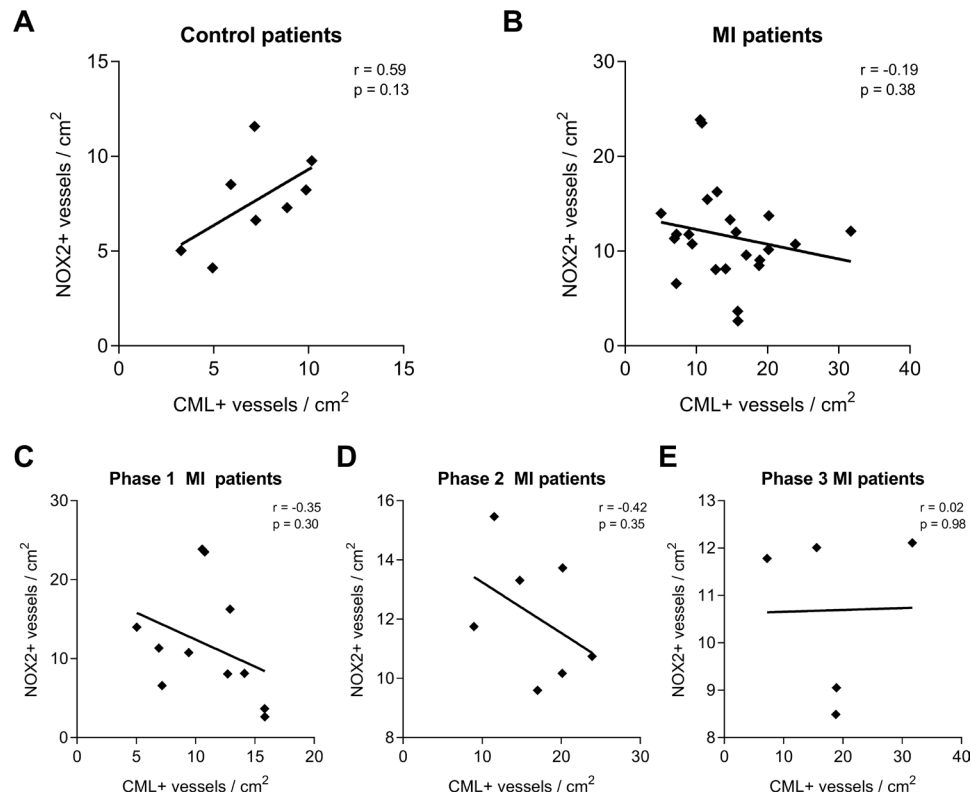 A
Control patients
r = 0.59
p = 0.13
15
10
5
0
NOX2+ vessels / cm2
0 5 10 15
CML+ vessels / cm2
B
MI patients
r = -0.19
p = 0.38
30
20
10
0
NOX2+ vessels / cm2
0 10 20 30 40
CML+ vessels / cm2
C
Phase 1 MI patients
r = -0.35
p = 0.30
30
20
10
0
NOX2+ vessels / cm2
0 5 10 15 20
CML+ vessels / cm2
D
Phase 2 MI patients
r = -0.42
p = 0.35
16
14
12
10
8
NOX2+ vessels / cm2
0 10 20 30
CML+ vessels / cm2
E
Phase 3 MI patients
r = 0.02
p = 0.98
13
12
11
10
9
8
NOX2+ vessels / cm2
0 10 20 30 40
CML+ vessels / cm2